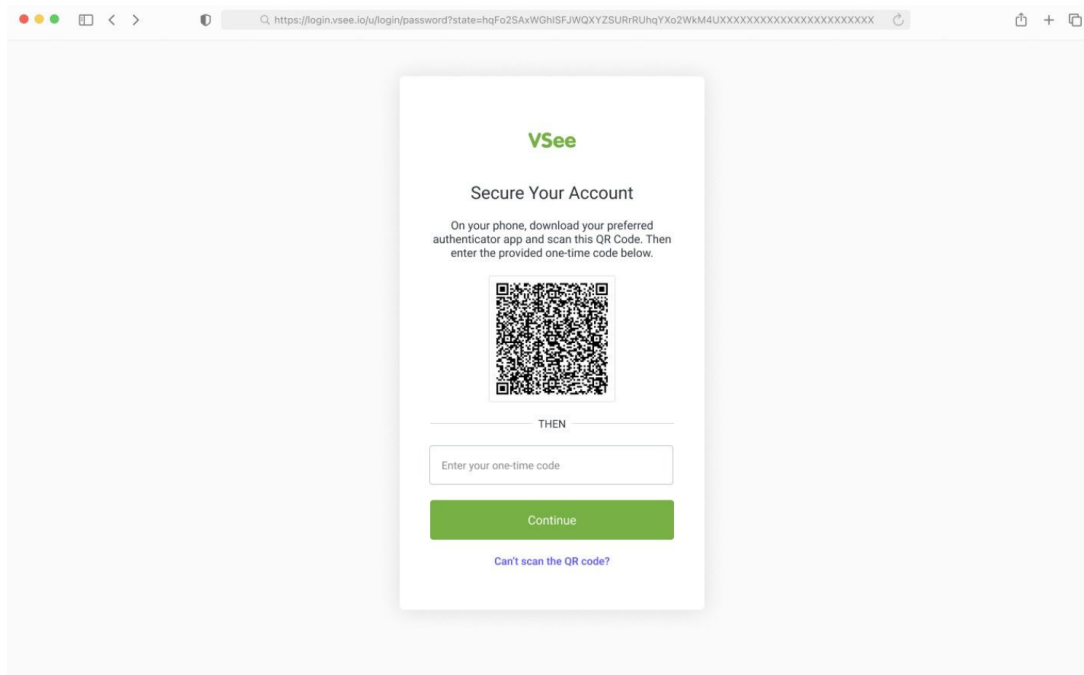 https://login.vsee.io/u/login/password?state=hqFo2SAxWGhlSFJWQXYZSURrRUhqYXo2WkM4UXXXXXXXXXXXXXXXXXXXXXXX
VSee
Secure Your Account
On your phone, download your preferred
authenticator app and scan this QR Code. Then
enter the provided one-time code below.
THEN
Enter your one-time code
Continue
Can't scan the QR code?